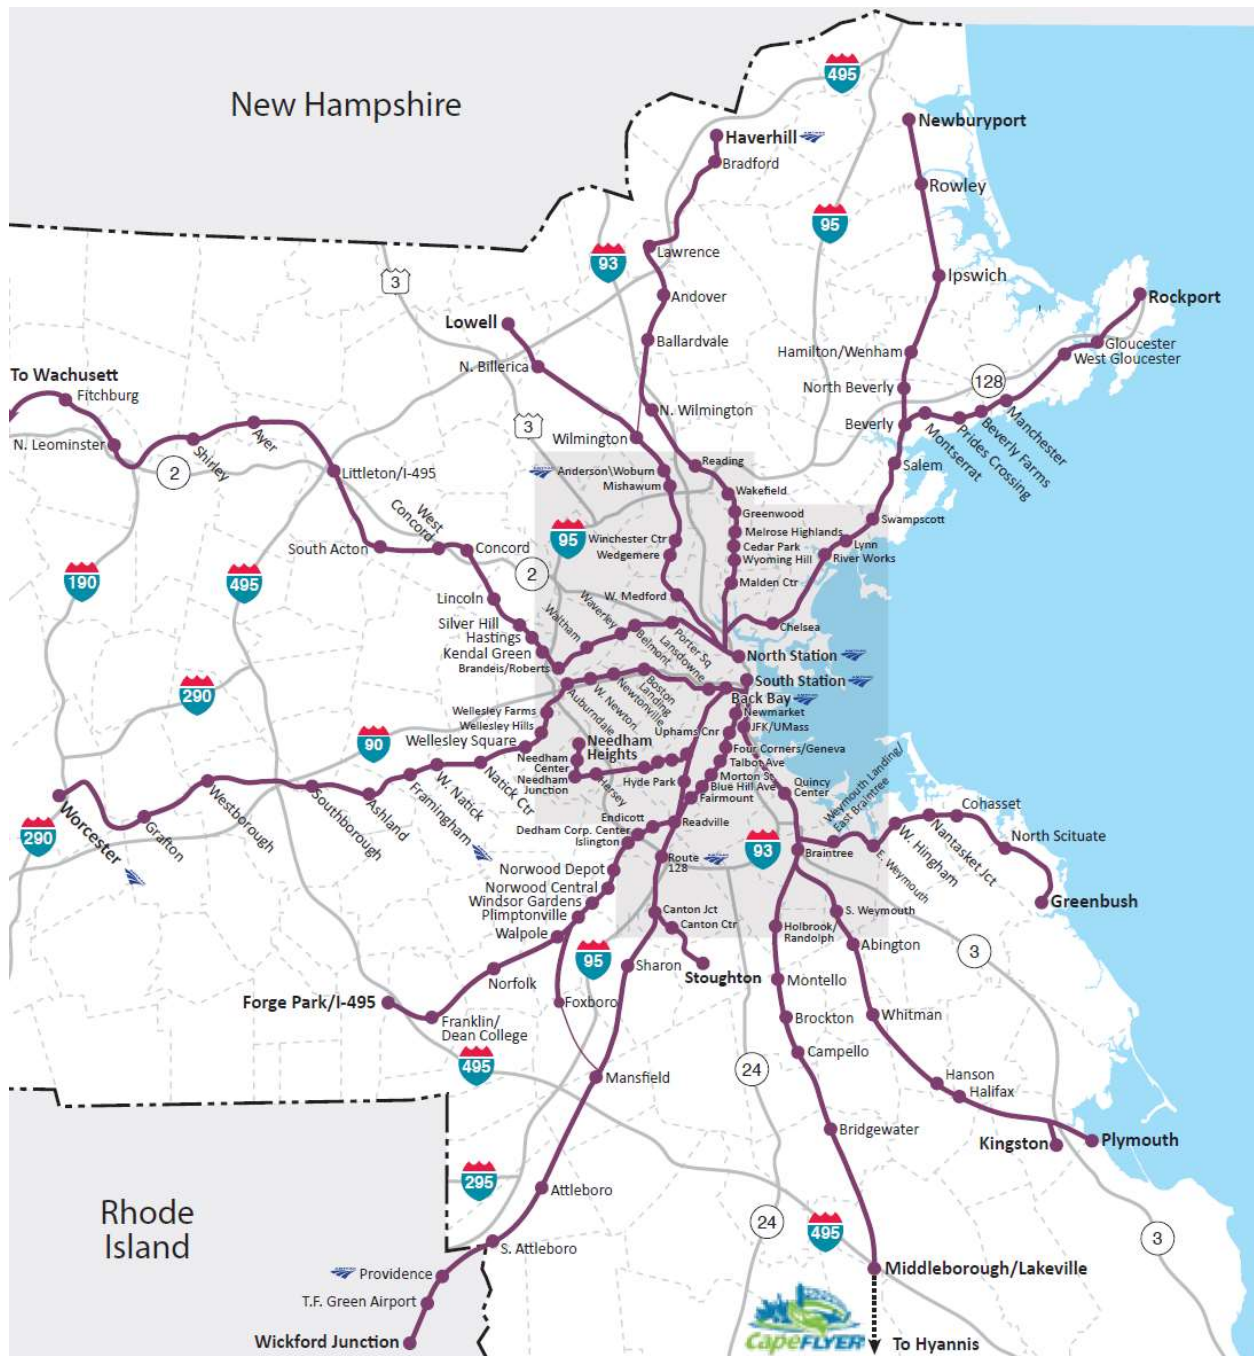 New Hampshire
495
Newburyport
Haverhill
Bradford
Rowley
95
93
Lawrence
3
Ipswich
Andover
Rockport
Lowell
Ballardvale
Hamilton/Wenham
Gloucester
West Gloucester
N. Billerica
To Wachusett
Fitchburg
North Beverly
128
Manchester
Beverly Farms
Prides Crossing
Montserrat
N. Wilmington
Beverly
3
Wilmington
N. Leominster
Shirley
Ayer
2
Littleton/I-495
Anderson\Woburn
Mishawum
Reading
Salem
Wakefield
Greenwood
Swampscott
West
Concord
95
Winchester Ctr
Wedgemere
Melrose Highlands
Cedar Park
Wyoming Hill
Lynn
River Works
South Acton
Concord
2
190
495
Malden Ctr
Lincoln
W. Medford
Silver Hill
Hastings
Kendal Green
Brandeis/Roberts
Waltham
Waverley
Belmont
Porter Sq
Chelsea
North Station
Lansdowne
South Station
290
Back Bay
Boston
Landing
Newtonville
W. Newton
Auburndale
Newmarket
JFK/UMass
Wellesley Farms
Wellesley Hills
Wellesley Square
90
Uphams Cnr
Needham
Heights
Four Corners/Geneva
Talbot Ave
Morton St
Blue Hill Ave
Fairmount
Needham
Center
Needham
Junction
Hersey
Hyde Park
Quincy
Center
Weymouth Landing/
East Braintree
Natick Ctr
W. Natick
Framingham
Ashland
Southborough
Westborough
Grafton
Worcester
290
Endicott
Dedham Corp. Center
Islington
Readville
Route
128
93
Braintree
E. Weymouth
W. Hingham
Nantasket Jct
Cohasset
North Scituate
Greenbush
Norwood Depot
Norwood Central
Windsor Gardens
Plimptonville
Walpole
Canton Jct
Canton Ctr
S. Weymouth
Holbrook/
Randolph
Abington
3
95
Sharon
Stoughton
Norfolk
Montello
Forge Park/I-495
Foxboro
Franklin/
Dean College
Brockton
Whitman
495
Campello
Mansfield
24
Hanson
Halifax
Bridgewater
Kingston
Plymouth
295
Attleboro
Rhode
Island
24
495
3
S. Attleboro
Providence
Middleborough/Lakeville
T.F. Green Airport
Wickford Junction
CapeFLYER
To Hyannis